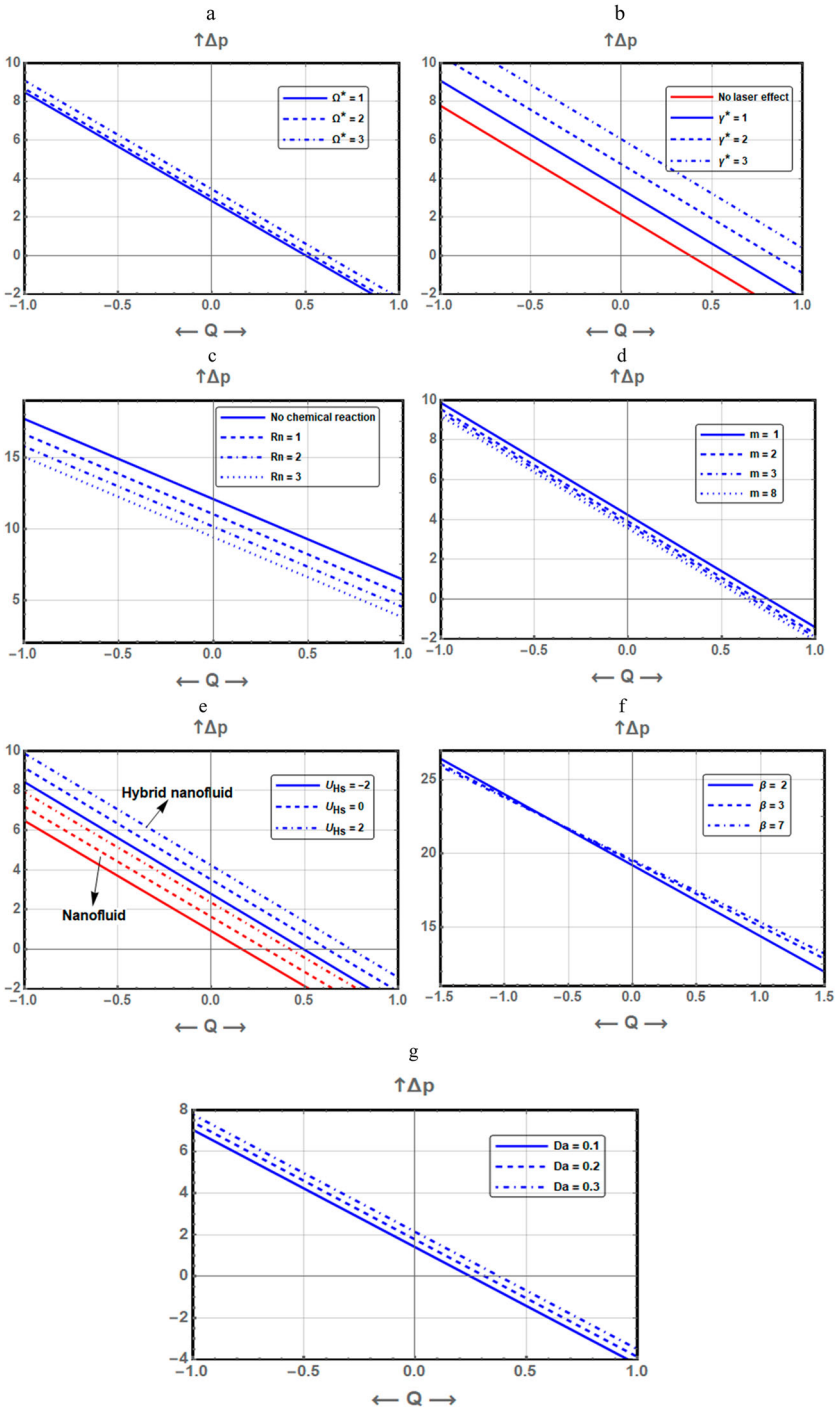 a
↑Δp
10
8
6
4
2
0
−2
−1.0 −0.5 0.0 0.5 1.0
Ω* = 1
Ω* = 2
Ω* = 3
← Q →
b
↑Δp
10
8
6
4
2
0
−2
−1.0 −0.5 0.0 0.5 1.0
No laser effect
γ* = 1
γ* = 2
γ* = 3
← Q →
c
↑Δp
15
10
5
−1.0 −0.5 0.0 0.5 1.0
No chemical reaction
Rn = 1
Rn = 2
Rn = 3
← Q →
d
↑Δp
10
8
6
4
2
0
−2
−1.0 −0.5 0.0 0.5 1.0
m = 1
m = 2
m = 3
m = 8
← Q →
e
↑Δp
10
8
6
4
2
0
−2
−1.0 −0.5 0.0 0.5 1.0
Hybrid nanofluid
Nanofluid
U_Hs = −2
U_Hs = 0
U_Hs = 2
← Q →
f
↑Δp
25
20
15
−1.5 −1.0 −0.5 0.0 0.5 1.0 1.5
β = 2
β = 3
β = 7
← Q →
g
↑Δp
8
6
4
2
0
−2
−4
−1.0 −0.5 0.0 0.5 1.0
Da = 0.1
Da = 0.2
Da = 0.3
← Q →